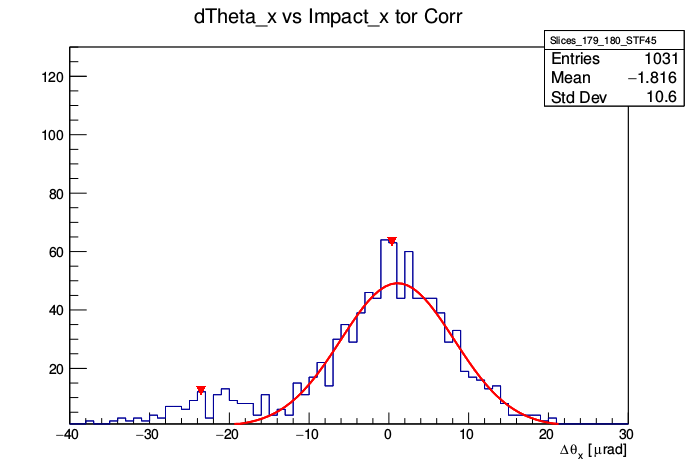 dTheta_x vs Impact_x tor Corr
Slices_179_180_STF45
Entries 1031
Mean −1.816
Std Dev 10.6
120
100
80
60
40
20
−40 −30 −20 −10 0 10 20 30
Δθx [μrad]